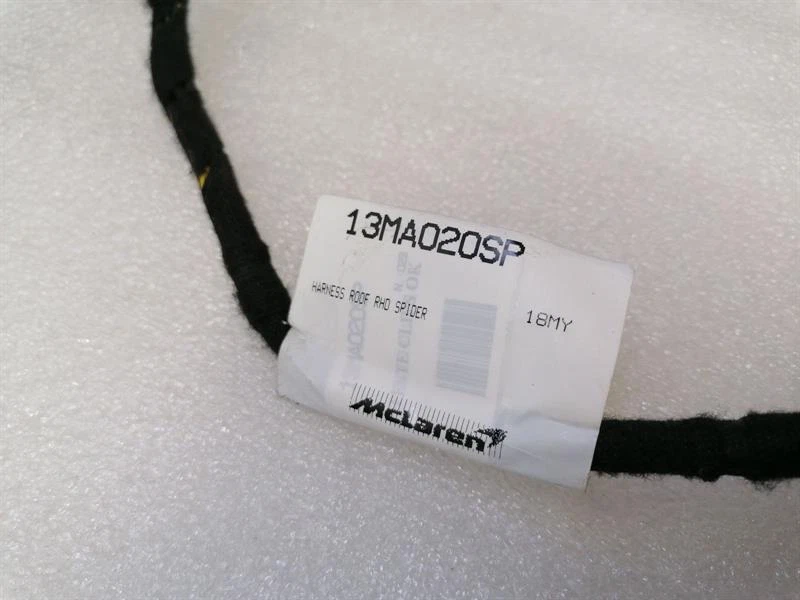 13MA020SP
HARNESS ROOF RHD SPIDER
18MY
McLaren